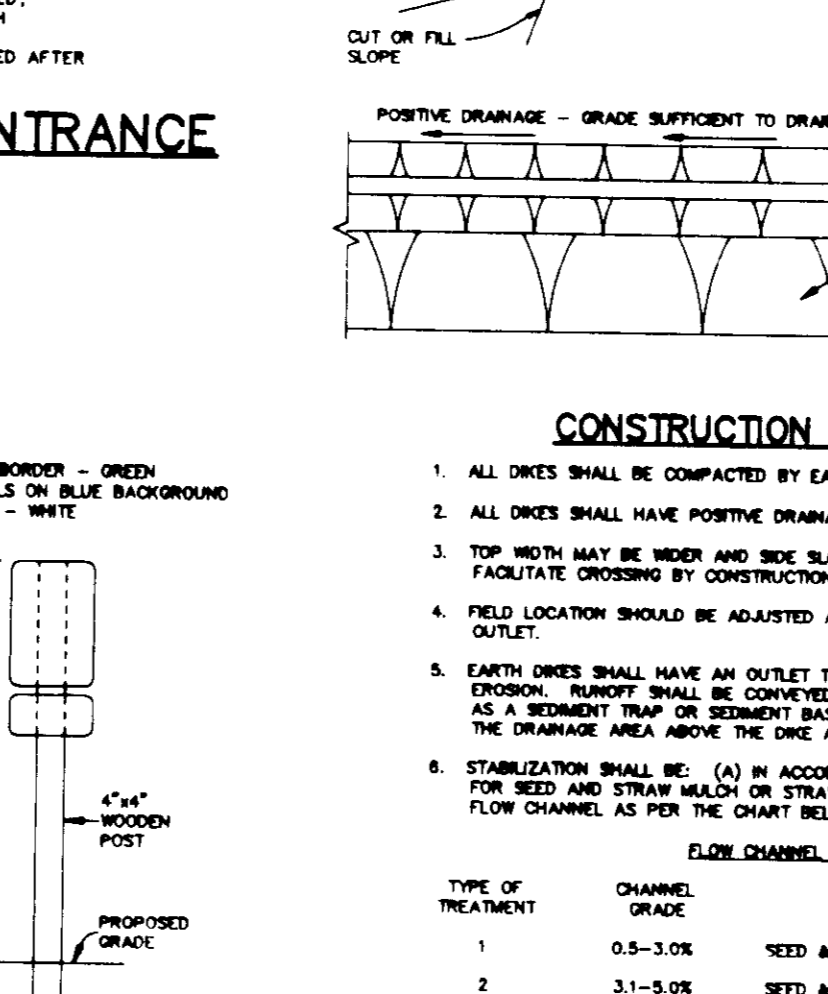 ED AFTER
NTRANCE
CUT OR FILL
SLOPE
POSITIVE DRAINAGE - GRADE SUFFICIENT TO DRAI
BORDER - GREEN
LS ON BLUE BACKGROUND
- WHITE
4"x4"
WOODEN
POST
PROPOSED
GRADE
CONSTRUCTION
1. ALL DIKES SHALL BE COMPACTED BY EA
2. ALL DIKES SHALL HAVE POSITIVE DRAINA
3. TOP WIDTH MAY BE WIDER AND SIDE SL
FACILITATE CROSSING BY CONSTRUCTION
4. FIELD LOCATION SHOULD BE ADJUSTED A
OUTLET.
5. EARTH DIKES SHALL HAVE AN OUTLET T
EROSION. RUNOFF SHALL BE CONVEYED
AS A SEDIMENT TRAP OR SEDIMENT BAS
THE DRAINAGE AREA ABOVE THE DIKE A
6. STABILIZATION SHALL BE: (A) IN ACCO
FOR SEED AND STRAW MULCH OR STRA
FLOW CHANNEL AS PER THE CHART BEL
FLOW CHANNEL
TYPE OF
TREATMENT
CHANNEL
GRADE
1 0.5-3.0% SEED &
2 3.1-5.0% SEED &